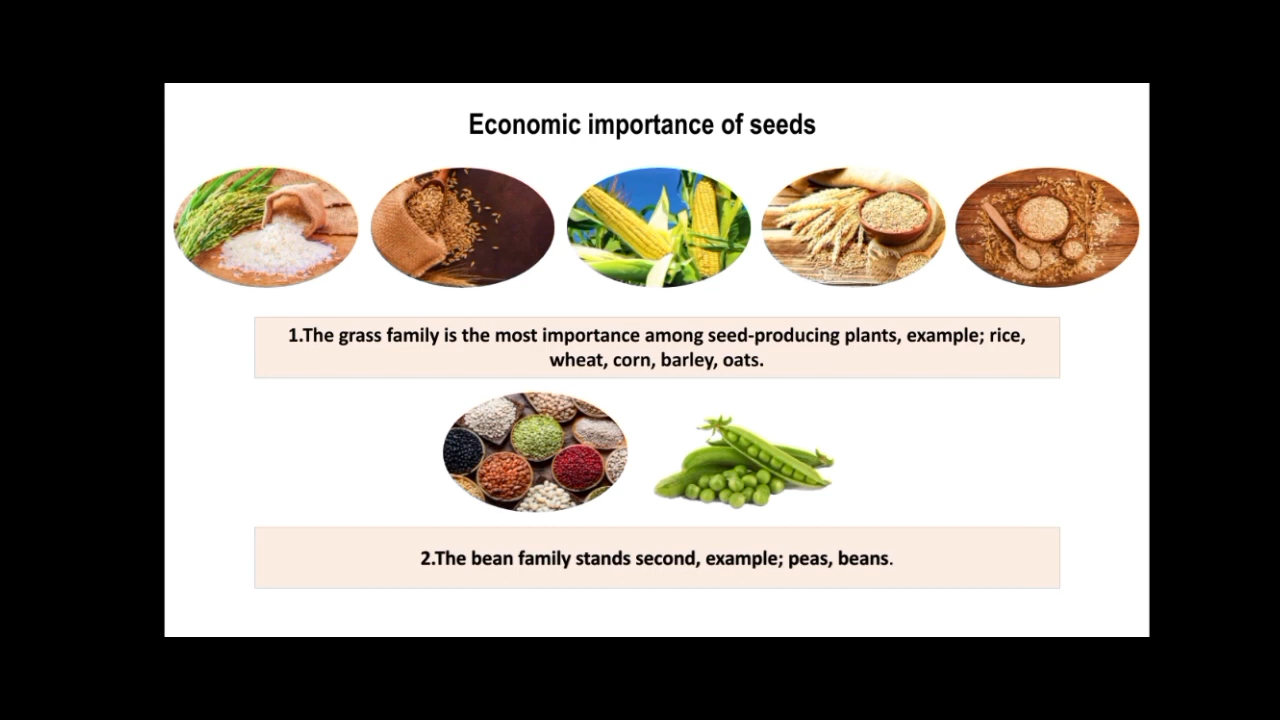 Economic importance of seeds
1.The grass family is the most importance among seed-producing plants, example; rice,
wheat, corn, barley, oats.
2.The bean family stands second, example; peas, beans.